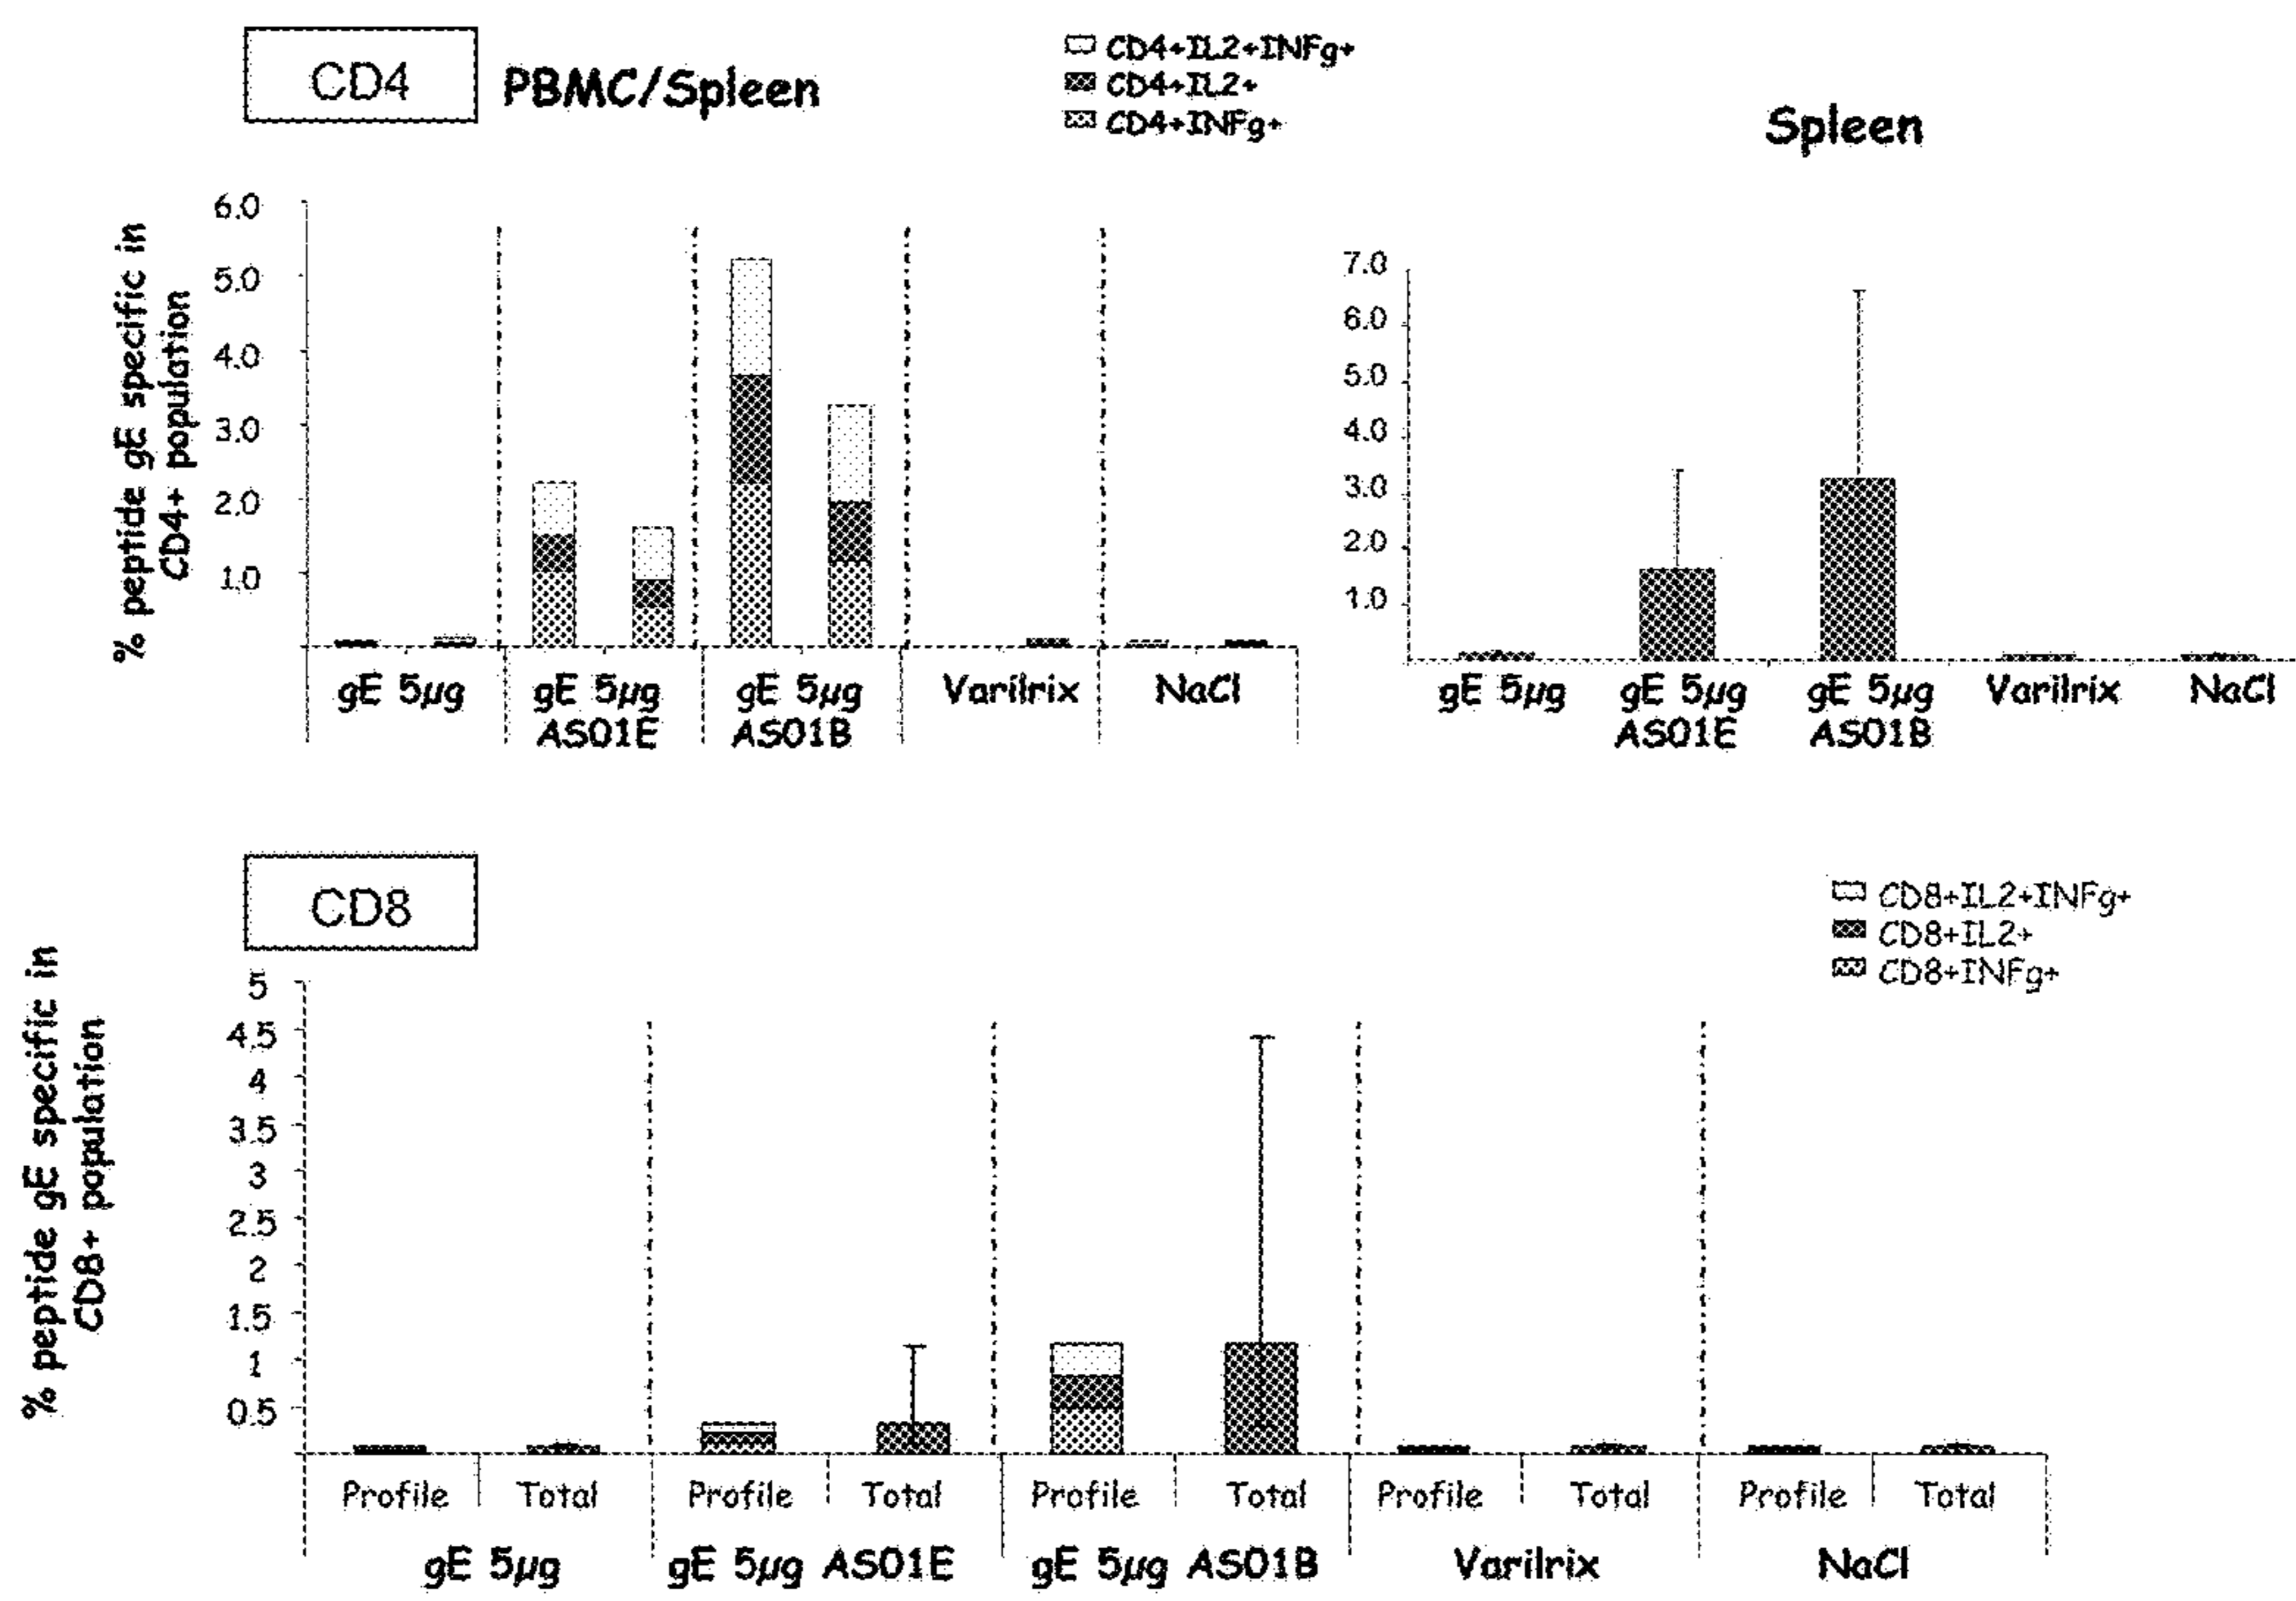 CD4
PBMC/Spleen
CD4+IL2+INFg+
CD4+IL2+
CD4+INFg+
Spleen
% peptide gE specific in
CD4+ population
6.0
5.0
4.0
3.0
2.0
1.0
gE 5µg
gE 5µg
AS01E
gE 5µg
AS01B
Varilrix
NaCl
7.0
6.0
5.0
4.0
3.0
2.0
1.0
gE 5µg
gE 5µg
AS01E
gE 5µg
AS01B
Varilrix
NaCl
CD8
CD8+IL2+INFg+
CD8+IL2+
CD8+INFg+
% peptide gE specific in
CD8+ population
5
4.5
4
3.5
3
2.5
2
1.5
1
0.5
Profile Total Profile Total Profile Total Profile Total Profile Total
gE 5µg gE 5µg AS01E gE 5µg AS01B Varilrix NaCl